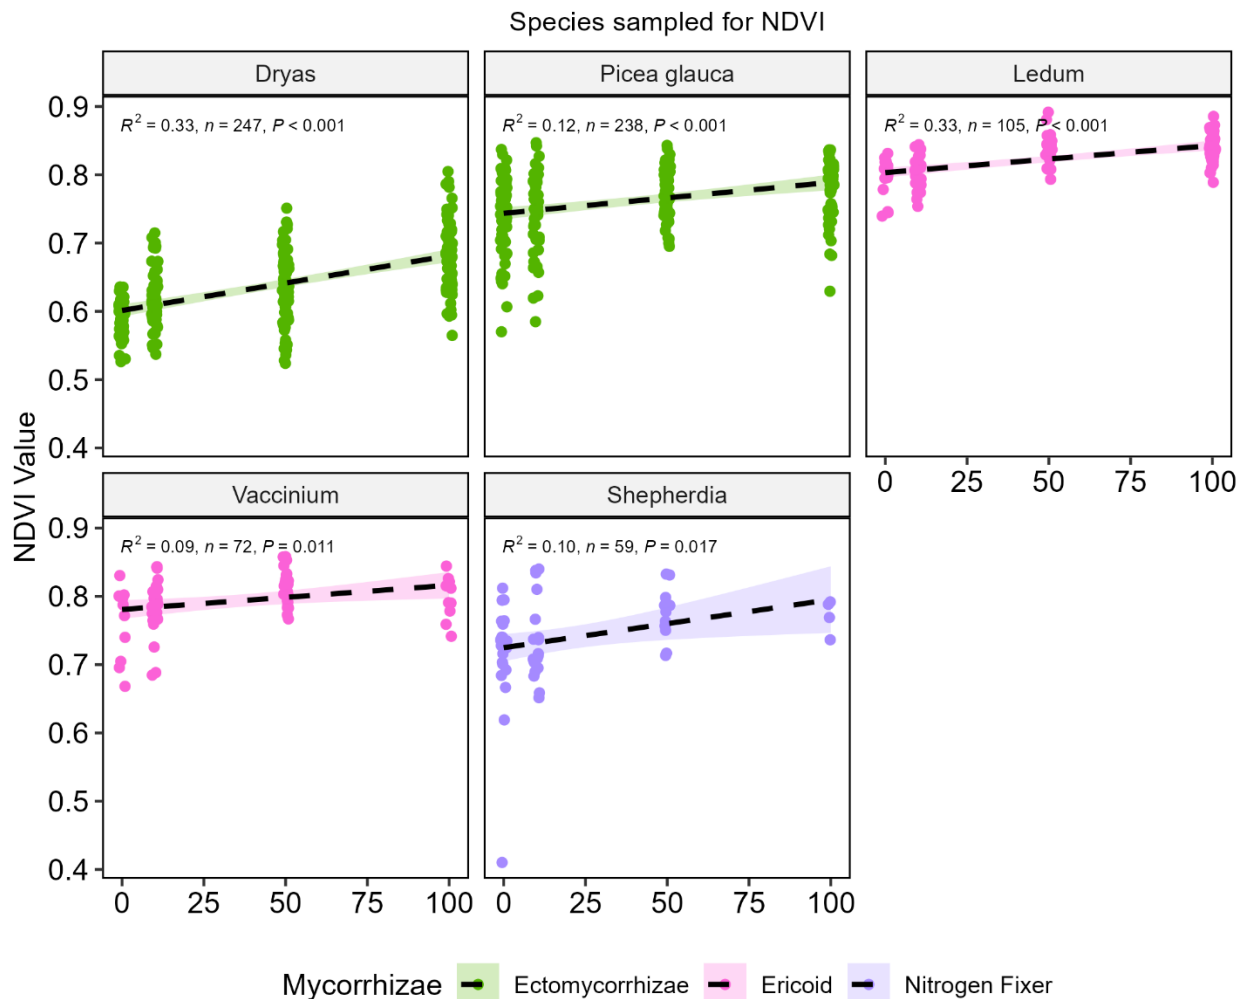 Species sampled for NDVI
Dryas
Picea glauca
Ledum
R² = 0.33, n = 247, P < 0.001
R² = 0.12, n = 238, P < 0.001
R² = 0.33, n = 105, P < 0.001
0.9
0.8
0.7
0.6
0.5
0.4
0 25 50 75 100
Vaccinium
Shepherdia
R² = 0.09, n = 72, P = 0.011
R² = 0.10, n = 59, P = 0.017
0.9
0.8
0.7
0.6
0.5
0.4
NDVI Value
0 25 50 75 100
0 25 50 75 100
Mycorrhizae Ectomycorrhizae Ericoid Nitrogen Fixer